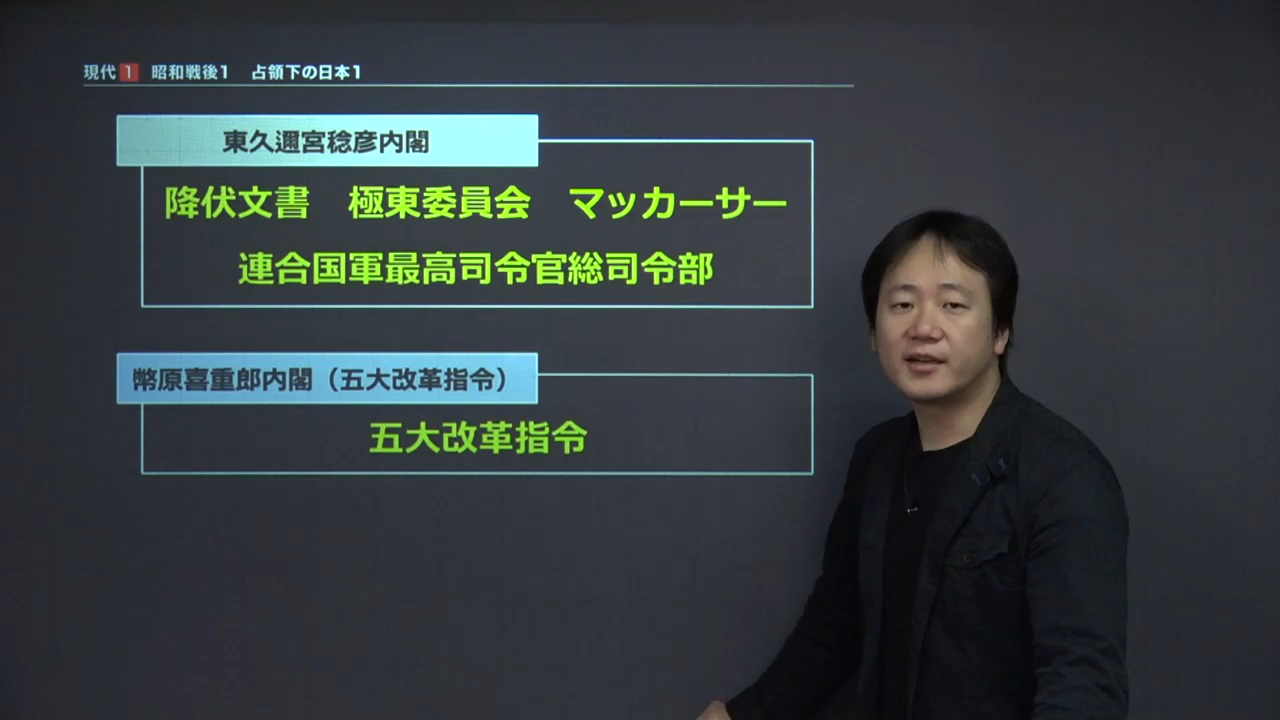 現代1 昭和戦後1 占領下の日本1
東久邇宮稔彦内閣
降伏文書 極東委員会 マッカーサー
連合国軍最高司令官総司令部
幣原喜重郎内閣（五大改革指令）
五大改革指令